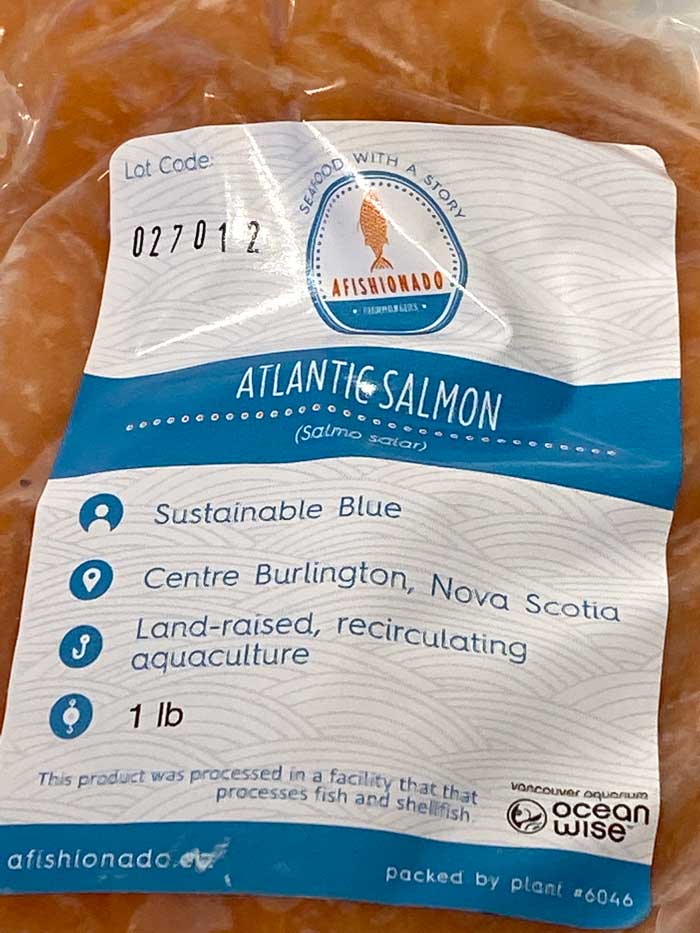 Lot Code:
SEAFOOD WITH A STORY
027012
AFISHIONADO
ATLANTIC SALMON
(Salmo salar)
Sustainable Blue
Centre Burlington, Nova Scotia
Land-raised, recirculating
aquaculture
1 lb
This product was processed in a facility that that
processes fish and shellfish.
vancouver aquarium
ocean
wise
afishionado.ca
packed by plant #6046